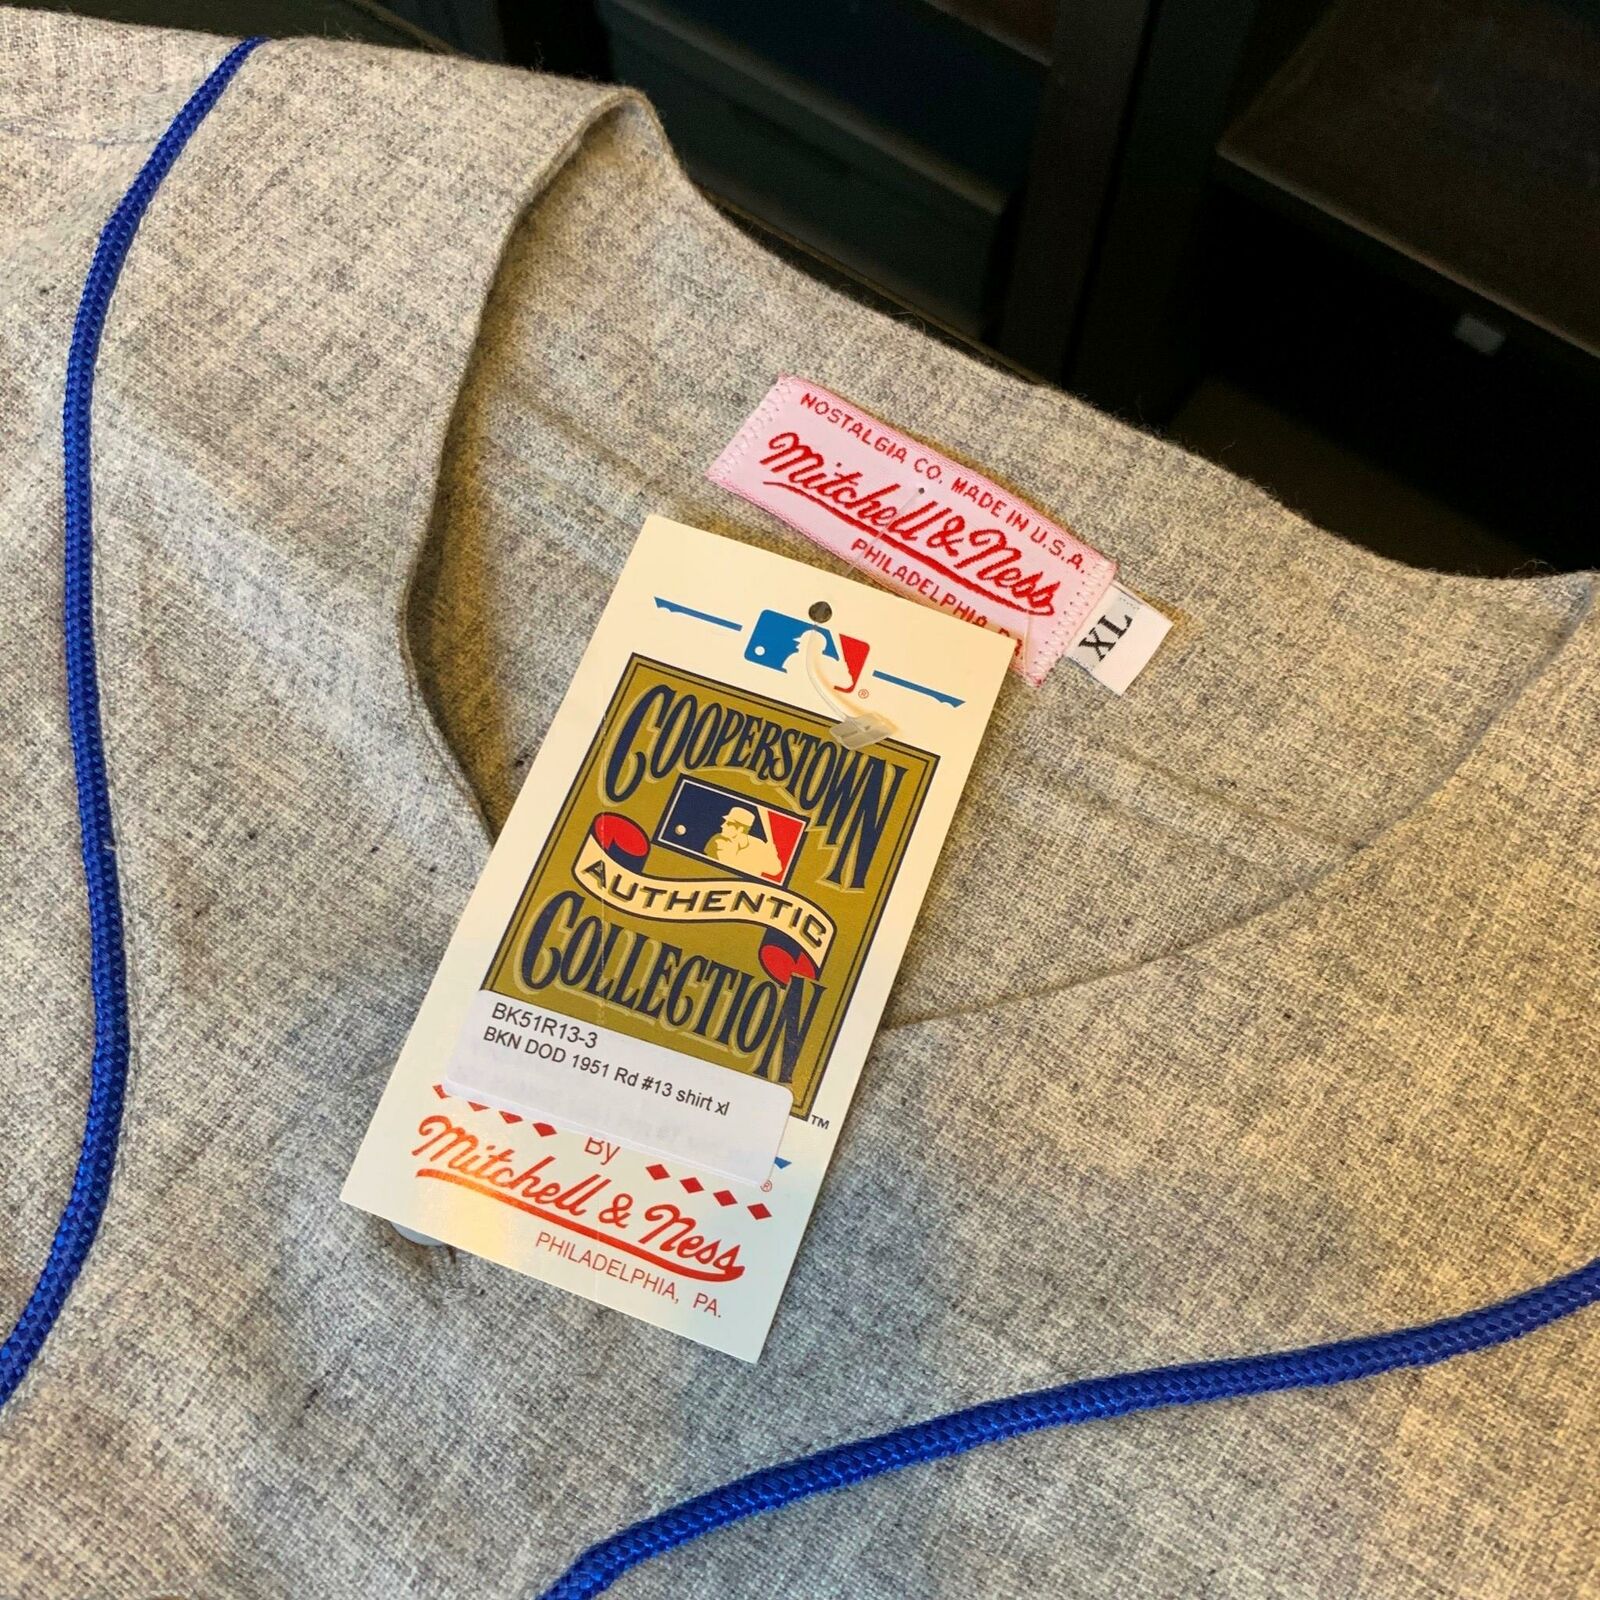 NOSTALGIA CO. MADE IN U.S.A.
Mitchell & Ness
PHILADELPHIA
XL
COOPERSTOWN
AUTHENTIC
COLLECTION
BK51R13-3
BKN DOD 1951 Rd #13 shirt xl
TM
By
Mitchell & Ness ®
PHILADELPHIA, PA.